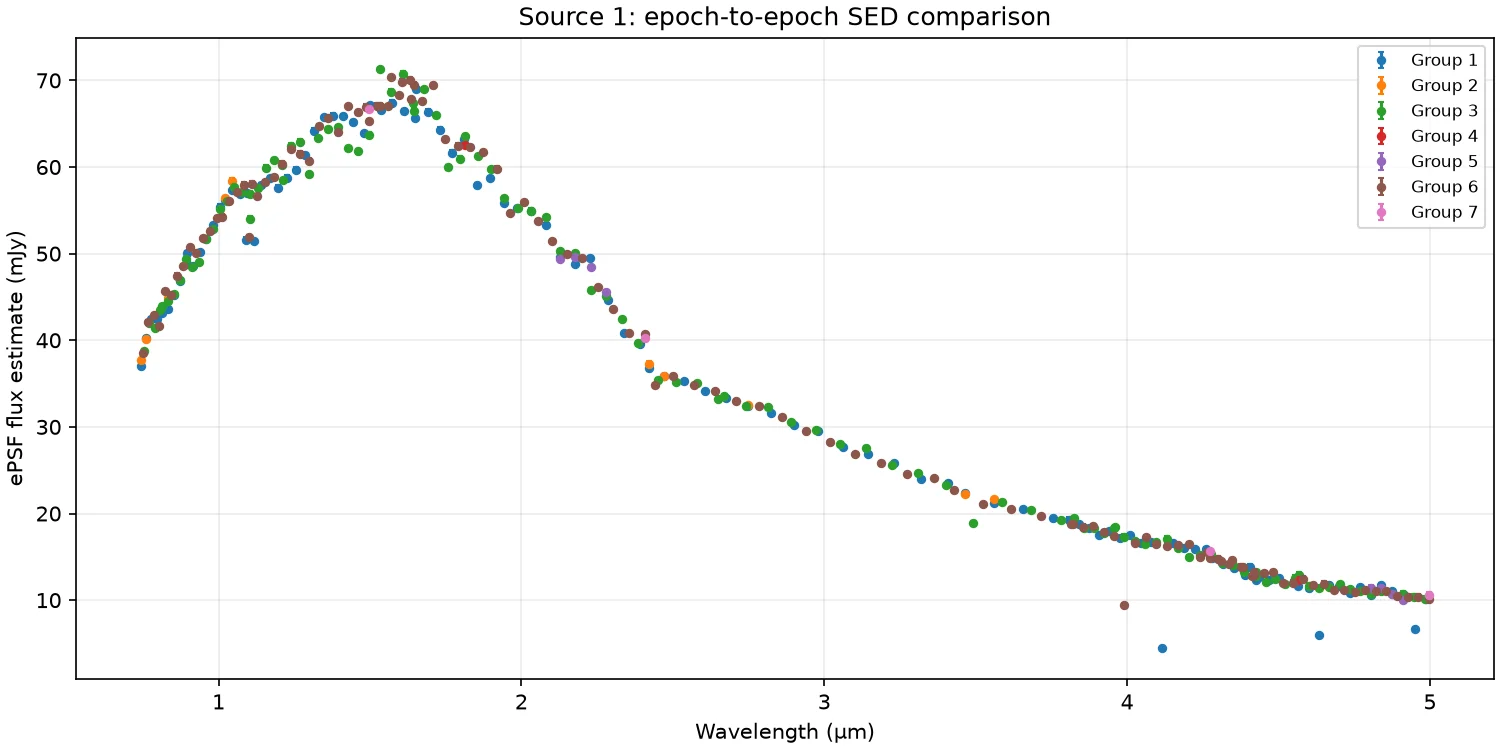 Source 1: epoch-to-epoch SED comparison
ePSF flux estimate (mJy)
70
60
50
40
30
20
10
Group 1
Group 2
Group 3
Group 4
Group 5
Group 6
Group 7
1
2
3
4
5
Wavelength (μm)